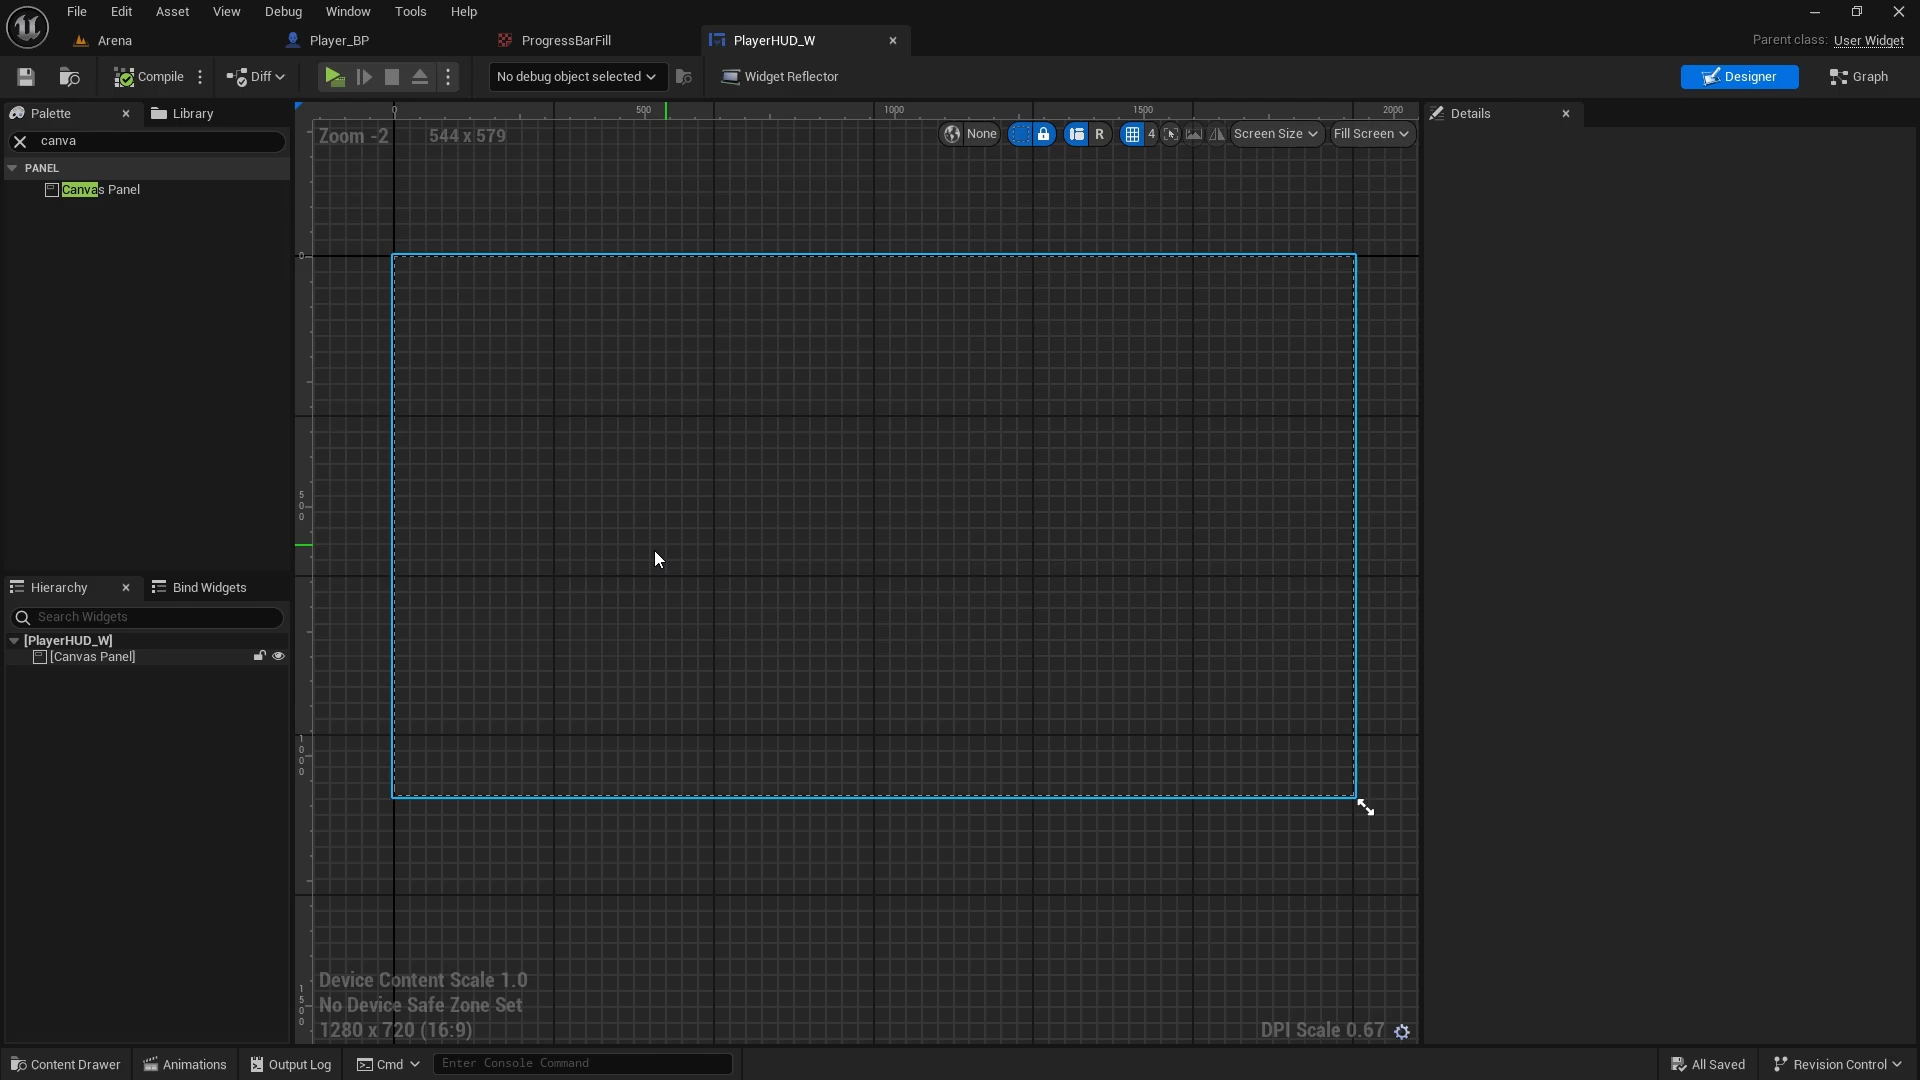 File Edit Asset View Debug Window Tools Help
Arena Player_BP ProgressBarFill PlayerHUD_W Parent class: User Widget
Compile Diff No debug object selected Widget Reflector Designer Graph
Palette Library Details
canva
PANEL
Canvas Panel
0 500 1000 1500 2000
Zoom -2 544 x 579 None R 4 Screen Size Fill Screen
0
500
1000
1500
Hierarchy Bind Widgets
Search Widgets
[PlayerHUD_W]
[Canvas Panel]
Device Content Scale 1.0
No Device Safe Zone Set
1280 x 720 (16:9) DPI Scale 0.67
Content Drawer Animations Output Log Cmd Enter Console Command All Saved Revision Control